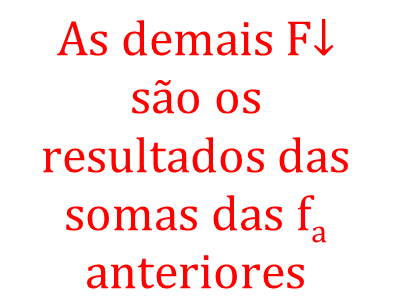 As demais F↓
são os
resultados das
somas das fₐ
anteriores